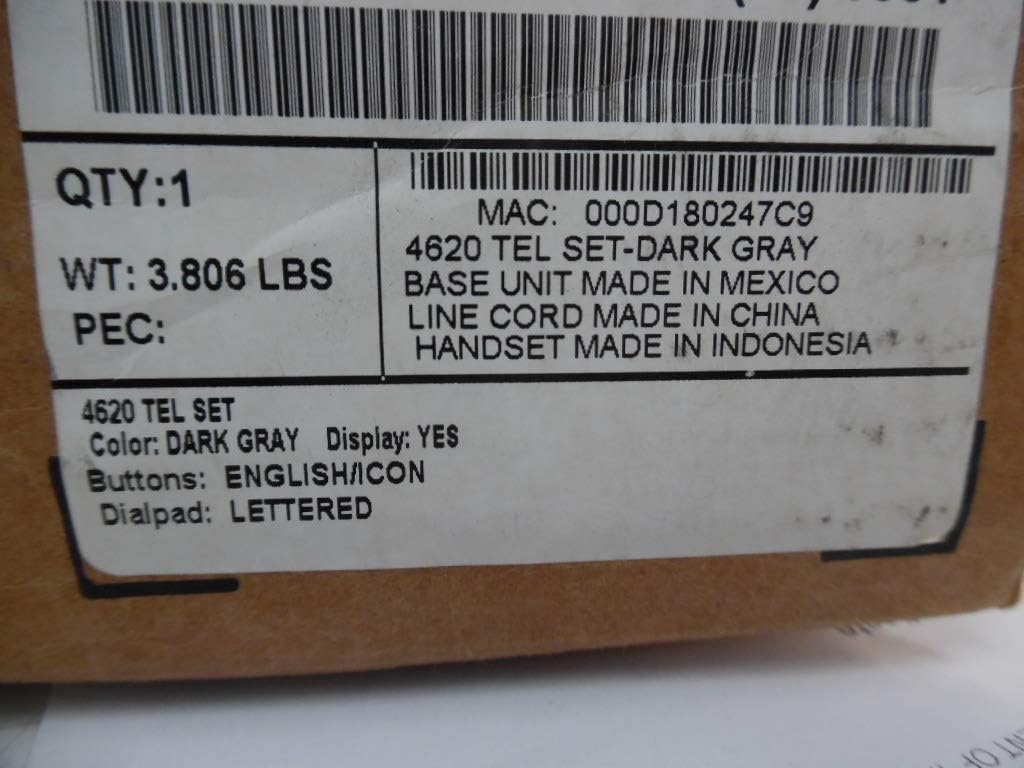 QTY:1
WT: 3.806 LBS
PEC:
MAC: 000D180247C9
4620 TEL SET-DARK GRAY
BASE UNIT MADE IN MEXICO
LINE CORD MADE IN CHINA
HANDSET MADE IN INDONESIA
4620 TEL SET
Color: DARK GRAY Display: YES
Buttons: ENGLISH/ICON
Dialpad: LETTERED